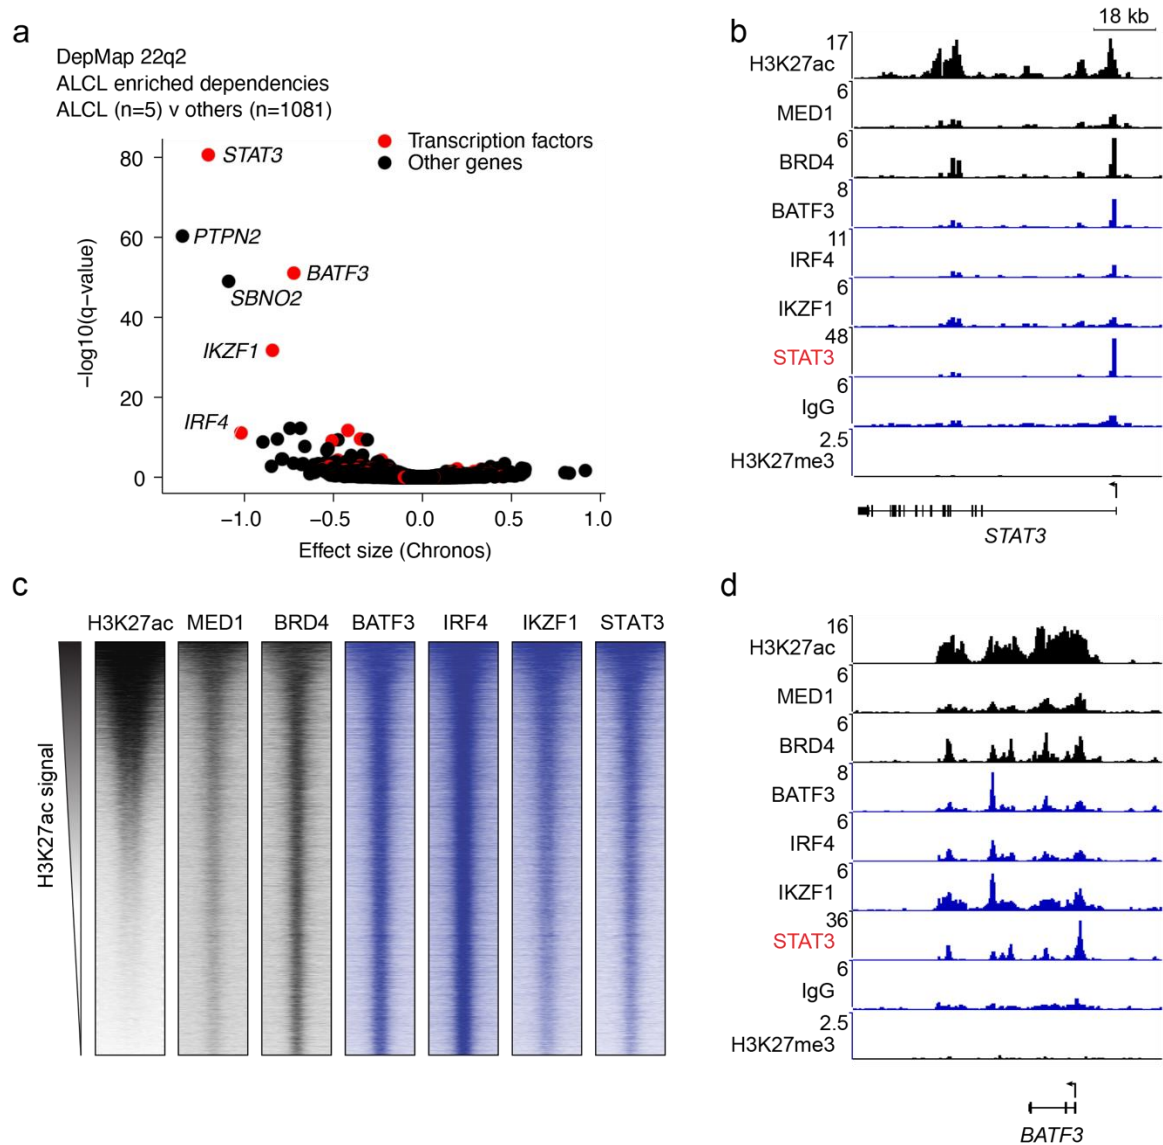 a
DepMap 22q2
ALCL enriched dependencies
ALCL (n=5) v others (n=1081)
Transcription factors
Other genes
−log10(q−value)
80
60
40
20
0
STAT3
PTPN2
BATF3
SBNO2
IKZF1
IRF4
−1.0
−0.5
0.0
0.5
1.0
Effect size (Chronos)
b
18 kb
17
H3K27ac
6
MED1
6
BRD4
8
BATF3
11
IRF4
6
IKZF1
48
STAT3
6
IgG
2.5
H3K27me3
STAT3
c
H3K27ac MED1 BRD4 BATF3 IRF4 IKZF1 STAT3
H3K27ac signal
d
16
H3K27ac
6
MED1
6
BRD4
8
BATF3
6
IRF4
6
IKZF1
36
STAT3
6
IgG
2.5
H3K27me3
BATF3